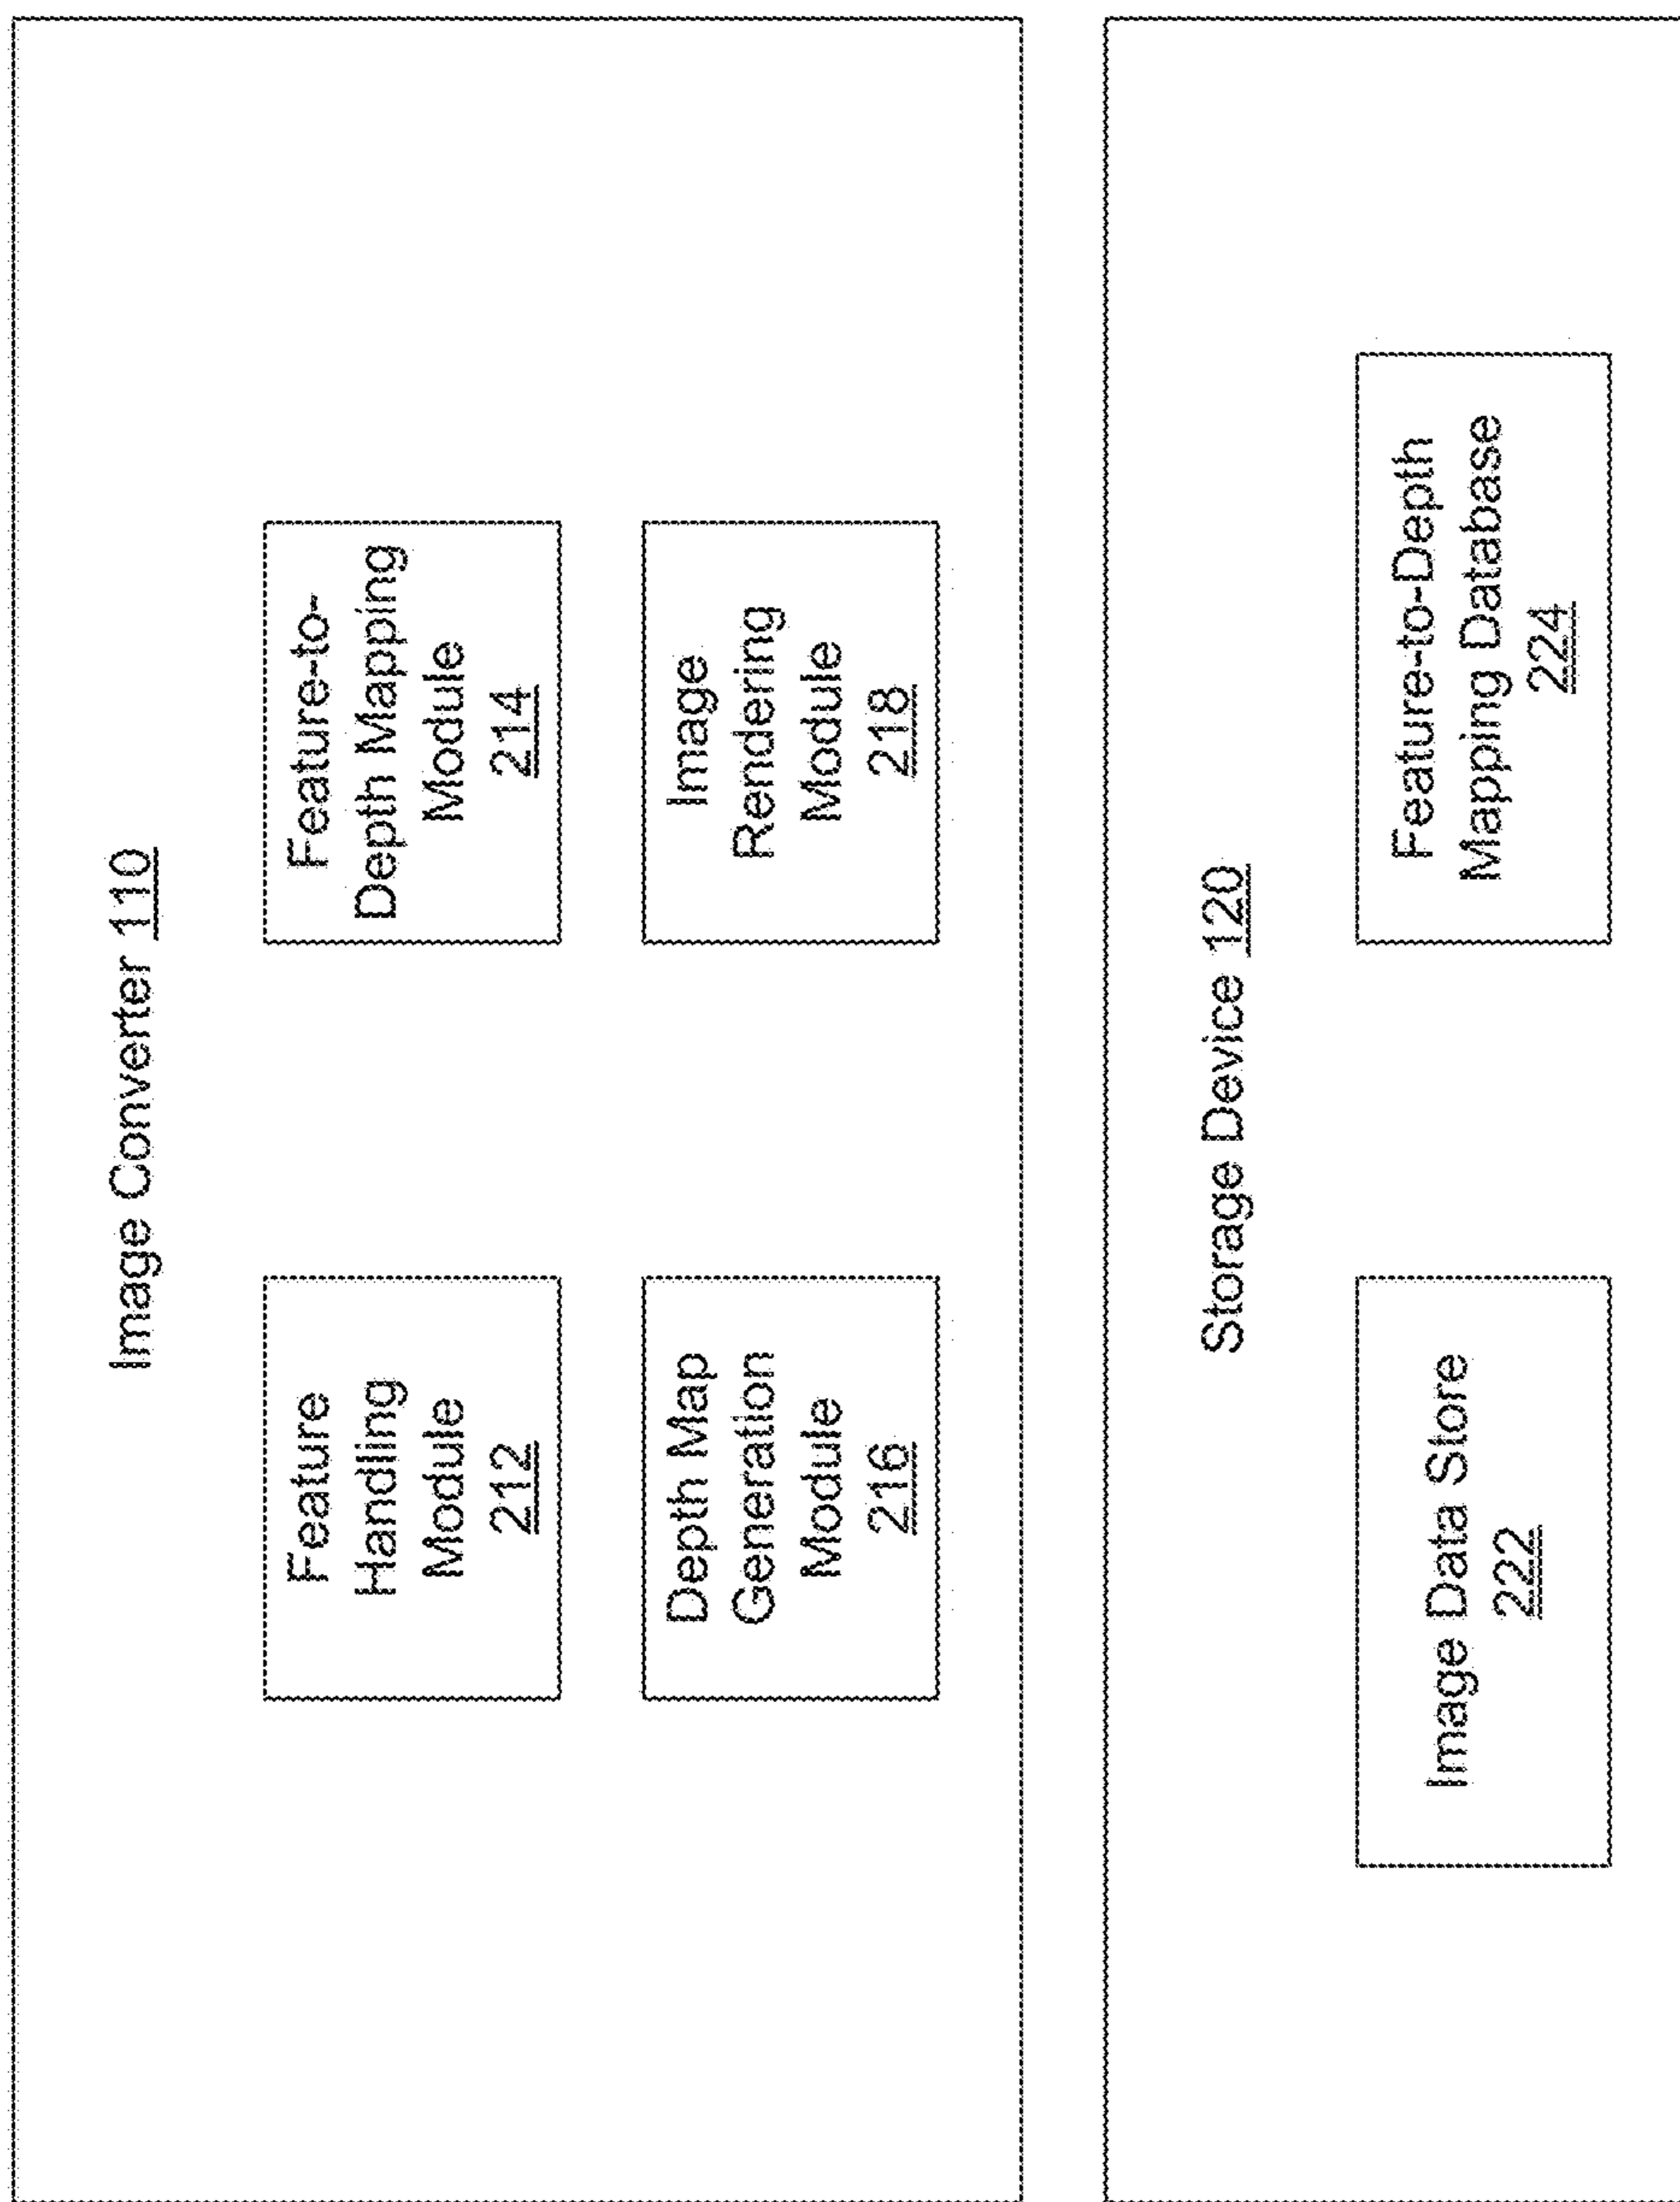 Image Converter 110
Feature
Handling
Module
212
Feature-to-
Depth Mapping
Module
214
Depth Map
Generation
Module
216
Image
Rendering
Module
218
Storage Device 120
Image Data Store
222
Feature-to-Depth
Mapping Database
224